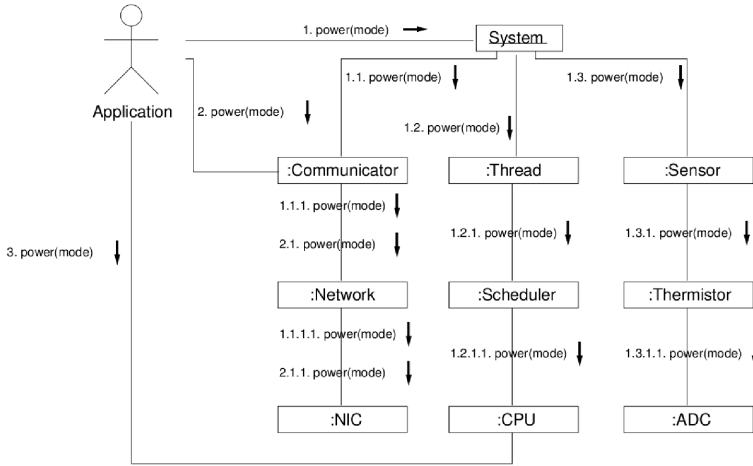 1. power(mode)
System
1.1. power(mode)
1.3. power(mode)
Application
2. power(mode)
1.2. power(mode)
:Communicator
:Thread
:Sensor
1.1.1. power(mode)
1.2.1. power(mode)
1.3.1. power(mode)
2.1. power(mode)
3. power(mode)
:Network
:Scheduler
:Thermistor
1.1.1.1. power(mode)
1.2.1.1. power(mode)
1.3.1.1. power(mode)
2.1.1. power(mode)
:NIC
:CPU
:ADC